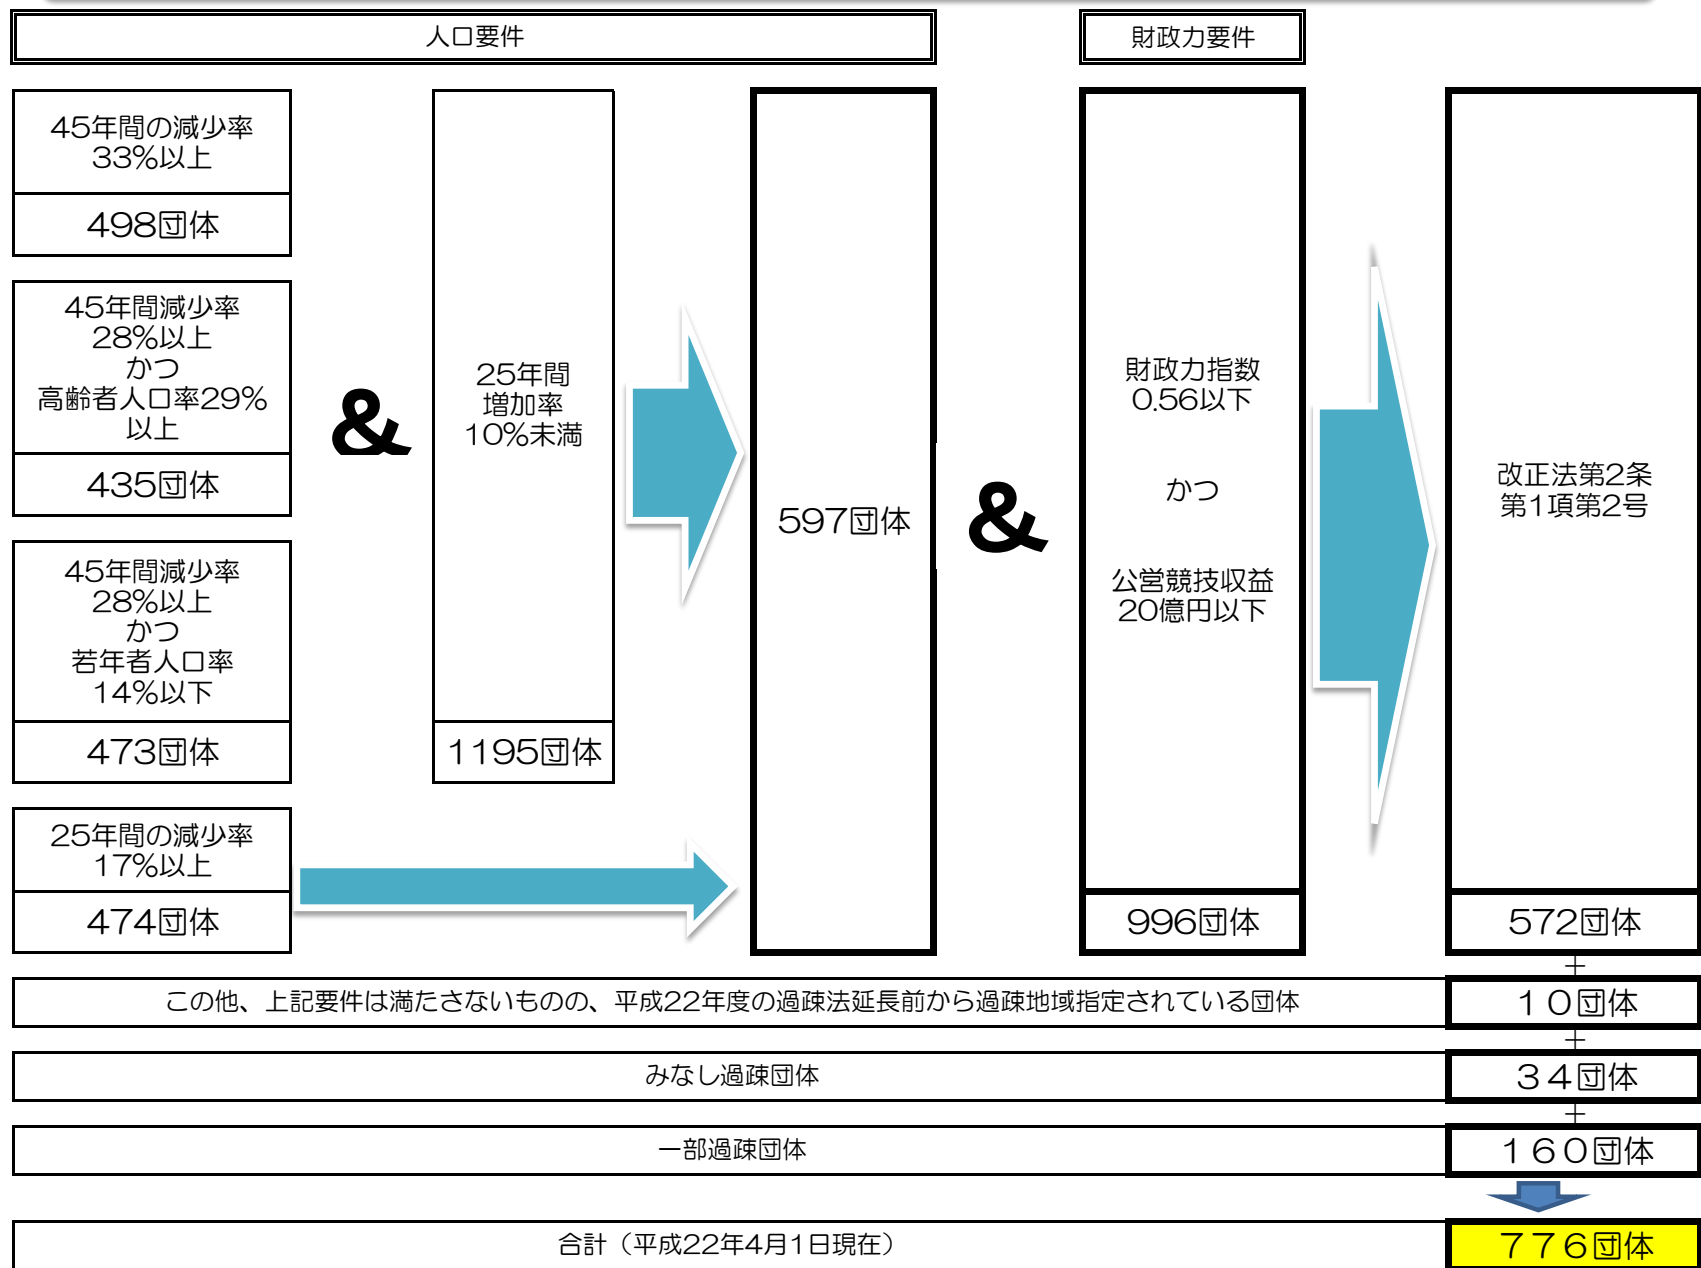 人口要件
財政力要件
45年間の減少率
33%以上
498団体
45年間減少率
28%以上
かつ
高齢者人口率29%
以上
435団体
45年間減少率
28%以上
かつ
若年者人口率
14%以下
473団体
25年間の減少率
17%以上
474団体
&
25年間
増加率
10%未満
1195団体
597団体
&
財政力指数
0.56以下
かつ
公営競技収益
20億円以下
996団体
改正法第2条
第1項第2号
572団体
+
この他、上記要件は満たさないものの、平成22年度の過疎法延長前から過疎地域指定されている団体
10団体
+
みなし過疎団体
34団体
+
一部過疎団体
160団体
合計（平成22年4月1日現在）
776団体